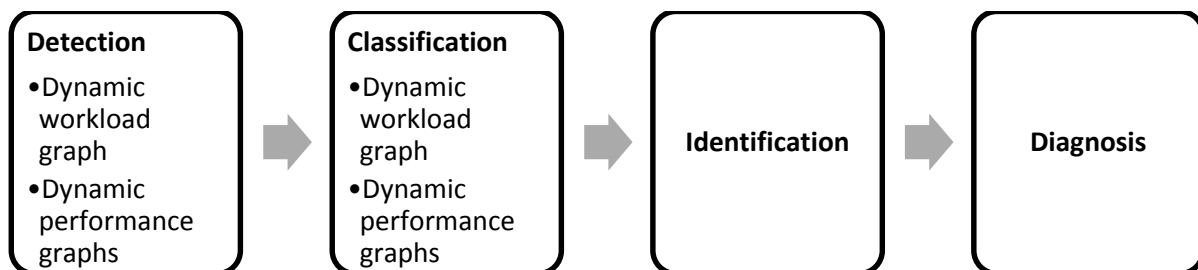 Detection
•Dynamic
workload
graph
•Dynamic
performance
graphs
Classification
•Dynamic
workload
graph
•Dynamic
performance
graphs
Identification
Diagnosis